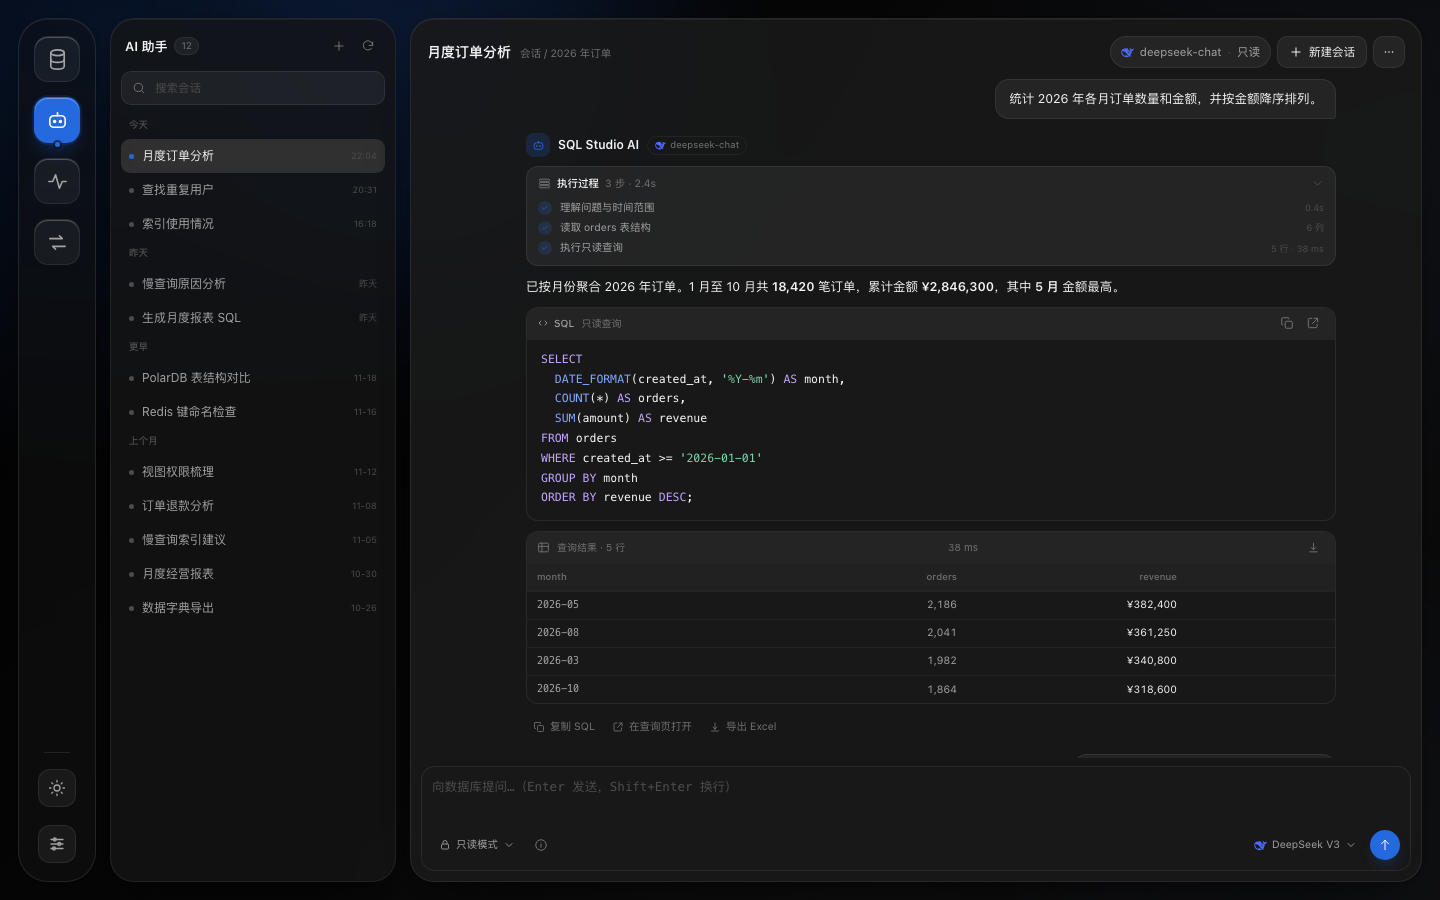 AI 助手 12
搜索会话
今天
月度订单分析 22:04
查找重复用户 20:31
索引使用情况 16:18
昨天
慢查询原因分析 昨天
生成月度报表 SQL 昨天
更早
PolarDB 表结构对比 11-18
Redis 键命名检查 11-16
上个月
视图权限梳理 11-12
订单退款分析 11-08
慢查询索引建议 11-05
月度经营报表 10-30
数据字典导出 10-26
月度订单分析 会话 / 2026 年订单
deepseek-chat · 只读
新建会话
统计 2026 年各月订单数量和金额，并按金额降序排列。
SQL Studio AI deepseek-chat
执行过程 3 步 · 2.4s
理解问题与时间范围 0.4s
读取 orders 表结构 6 列
执行只读查询 5 行 · 38 ms
已按月份聚合 2026 年订单。1 月至 10 月共 18,420 笔订单，累计金额 ¥2,846,300，其中 5 月 金额最高。
SQL 只读查询
SELECT
DATE_FORMAT(created_at, '%Y-%m') AS month,
COUNT(*) AS orders,
SUM(amount) AS revenue
FROM orders
WHERE created_at >= '2026-01-01'
GROUP BY month
ORDER BY revenue DESC;
查询结果 · 5 行 38 ms
month orders revenue
2026-05 2,186 ¥382,400
2026-08 2,041 ¥361,250
2026-03 1,982 ¥340,800
2026-10 1,864 ¥318,600
复制 SQL 在查询页打开 导出 Excel
向数据库提问…（Enter 发送，Shift+Enter 换行）
只读模式
DeepSeek V3